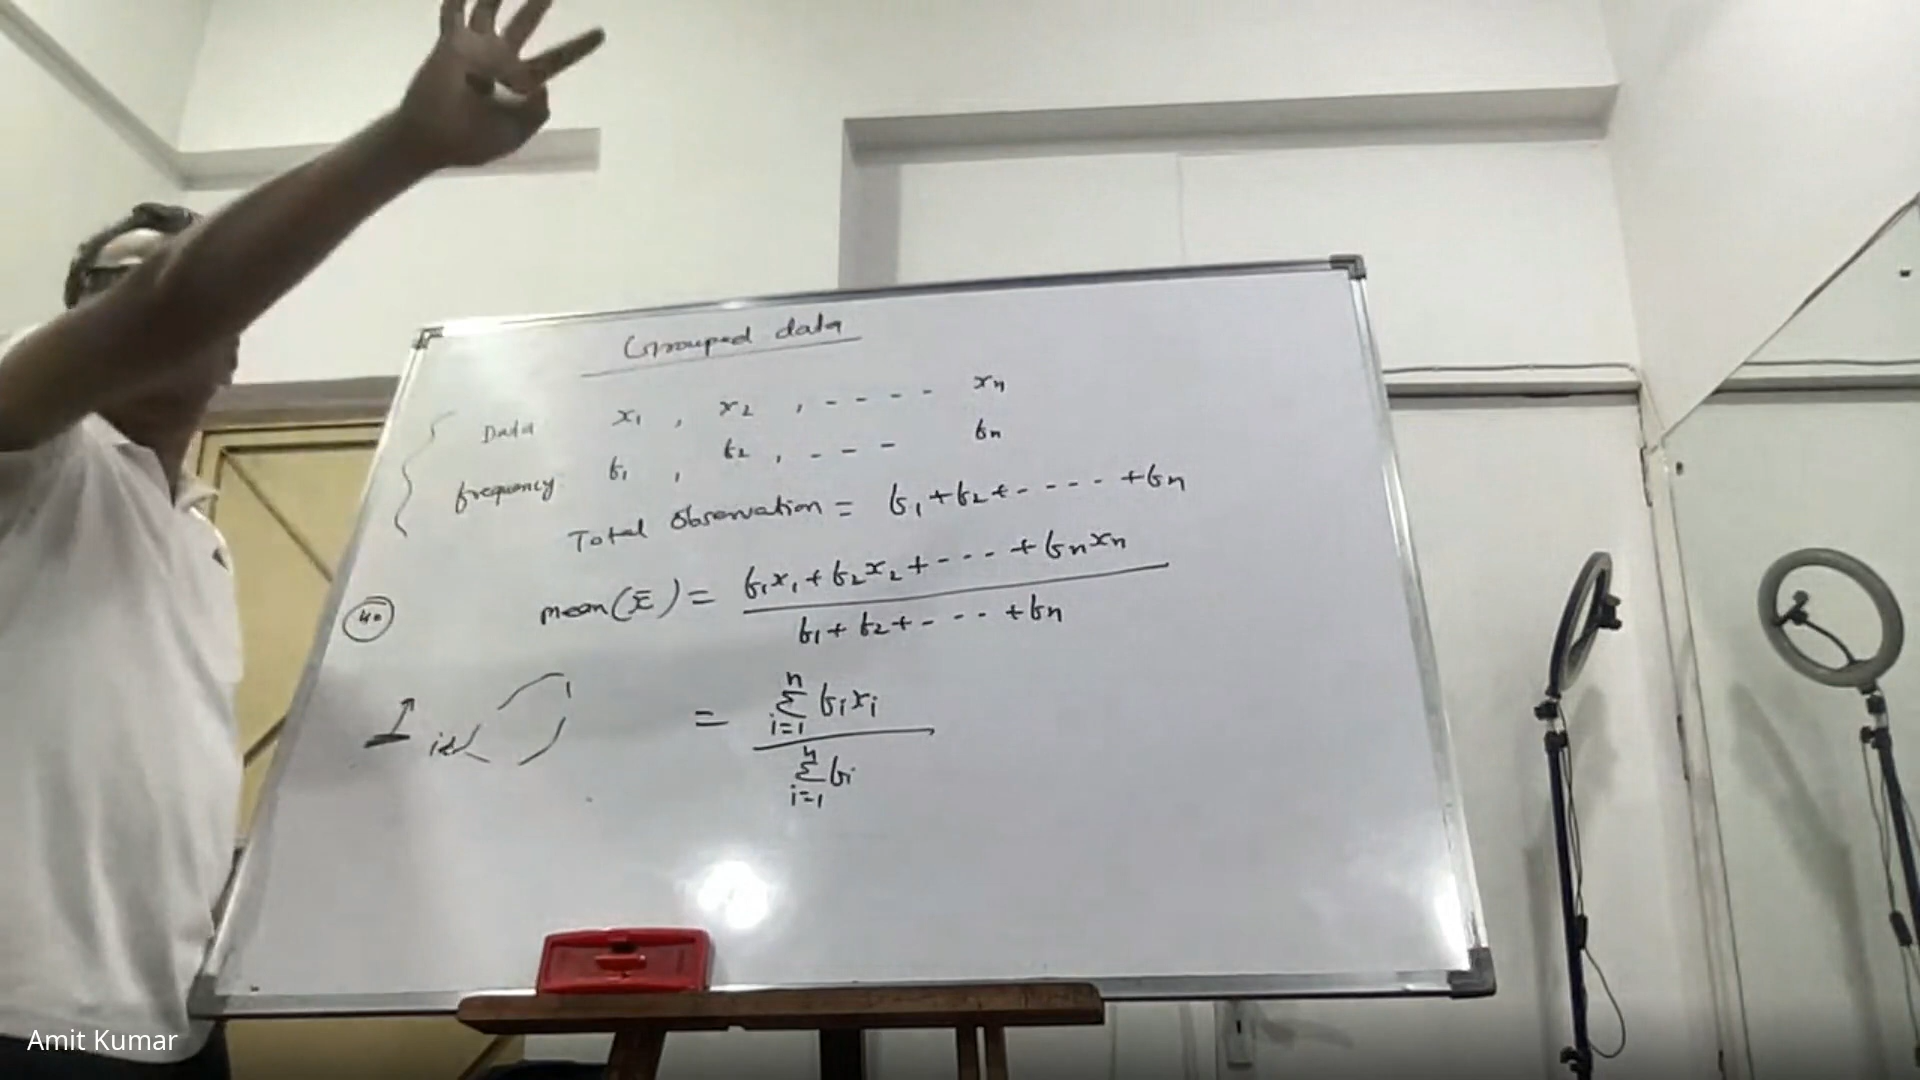 Grouped data
Data x₁ , x₂ , - - - - xₙ
frequency f₁ , f₂ , - - - fₙ
Total observation = f₁ + f₂ + - - - - + fₙ
mean(x̄) = (f₁x₁ + f₂x₂ + - - - + fₙxₙ) / (f₁ + f₂ + - - - + fₙ)
40
= (Σᵢ₌₁ⁿ fᵢxᵢ) / (Σᵢ₌₁ⁿ fᵢ)
Amit Kumar